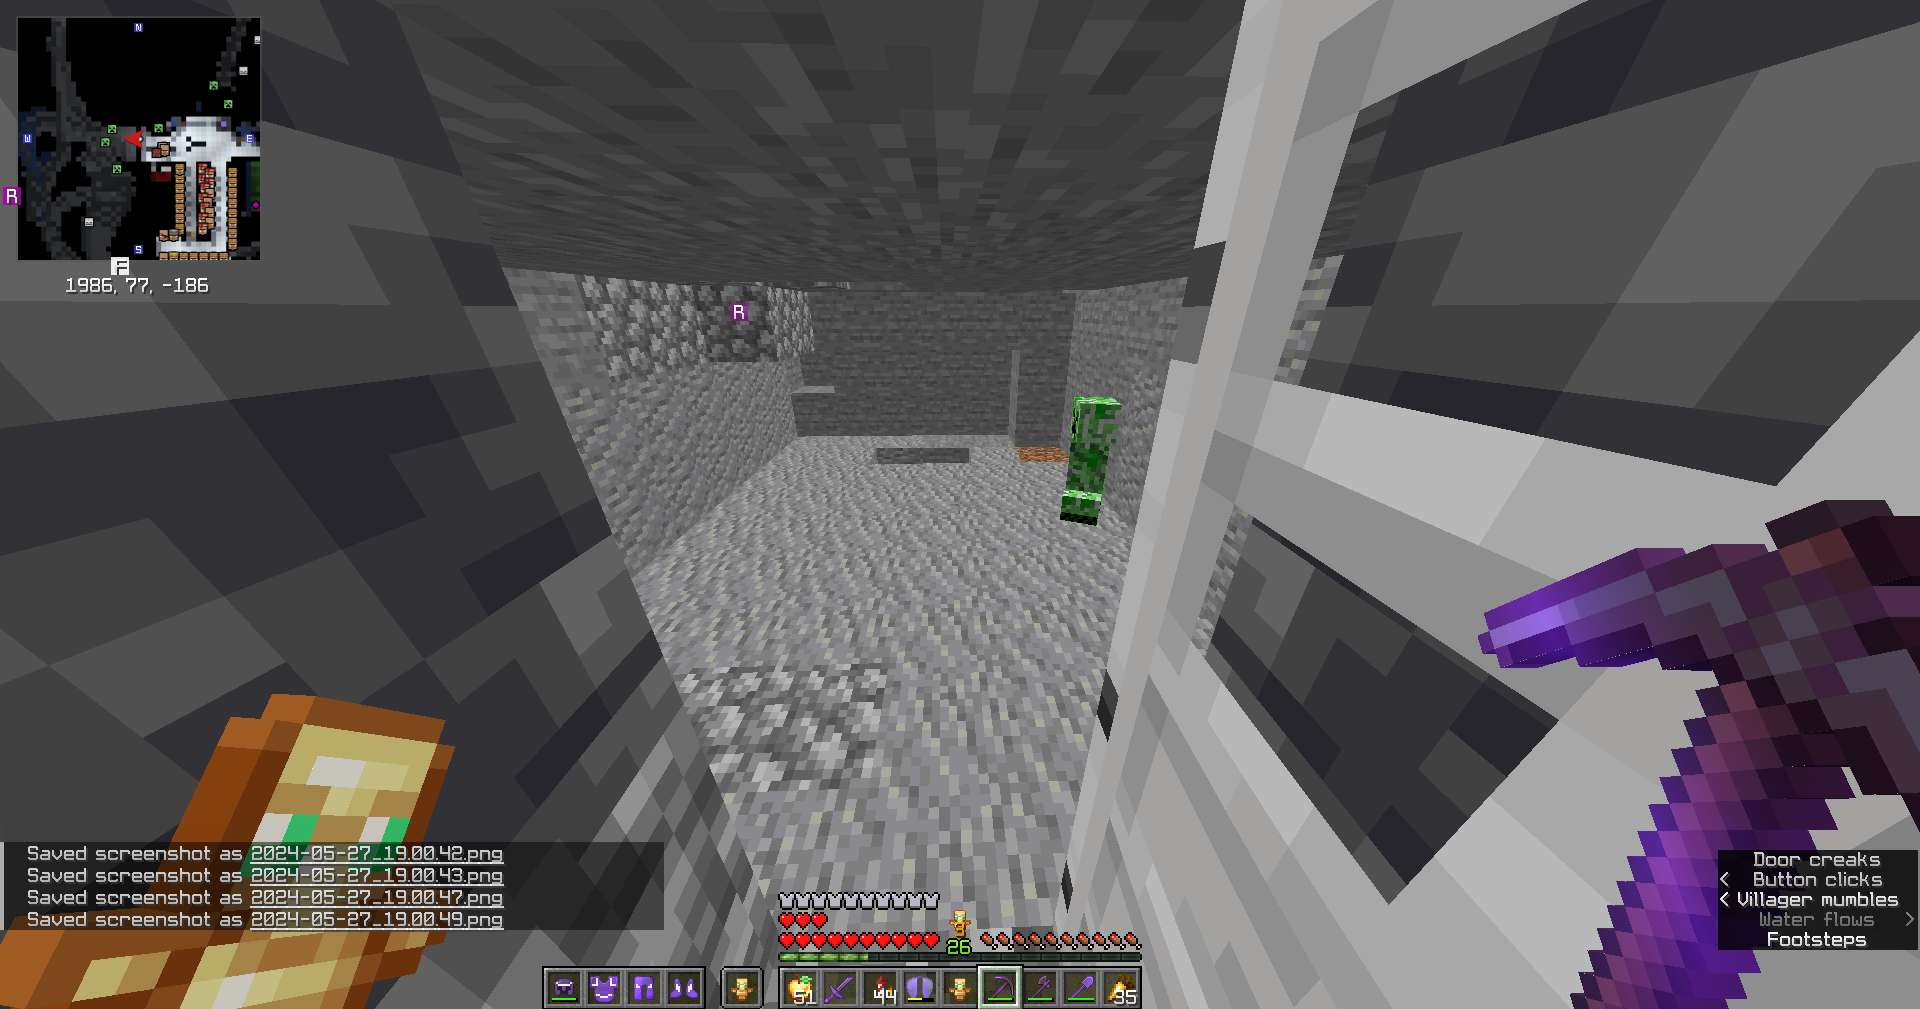 N
W
E
R
S
F
1986, 77, -186
R
Saved screenshot as 2024-05-27_19.00.42.png
Saved screenshot as 2024-05-27_19.00.43.png
Saved screenshot as 2024-05-27_19.00.47.png
Saved screenshot as 2024-05-27_19.00.49.png
Door creaks
< Button clicks
< Villager mumbles
Water flows >
Footsteps
3
26
51
44
35